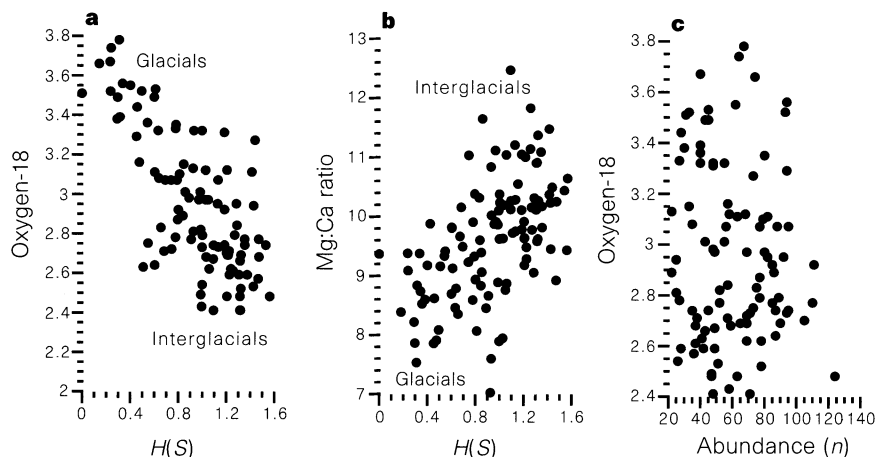 a
3.8
3.6
3.4
3.2
3
2.8
2.6
2.4
2.2
2
Oxygen-18
Glacials
Interglacials
0 0.4 0.8 1.2 1.6
H(S)
b
13
12
11
10
9
8
7
Mg:Ca ratio
Interglacials
Glacials
0 0.4 0.8 1.2 1.6
H(S)
c
3.8
3.6
3.4
3.2
3
2.8
2.6
2.4
Oxygen-18
20 40 60 80 100 120 140
Abundance (n)